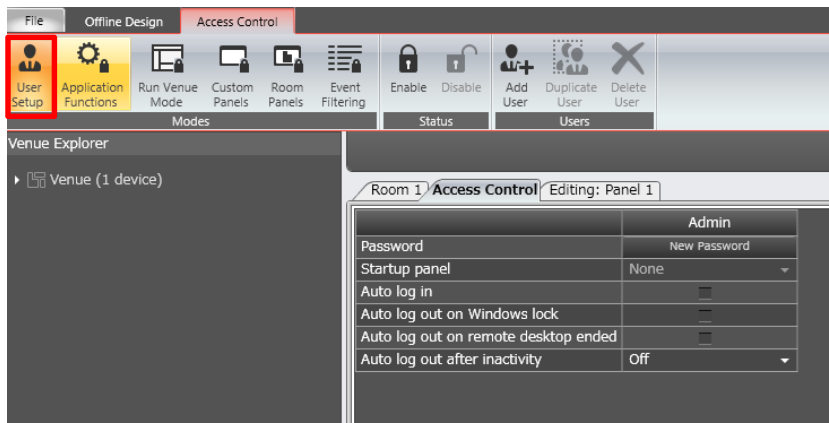 File Offline Design Access Control
User Setup Application Functions Run Venue Mode Custom Panels Room Panels Event Filtering Enable Disable Add User Duplicate User Delete User
Modes Status Users
Venue Explorer
Venue (1 device)
Room 1 Access Control Editing: Panel 1
Admin
Password New Password
Startup panel None
Auto log in
Auto log out on Windows lock
Auto log out on remote desktop ended
Auto log out after inactivity Off